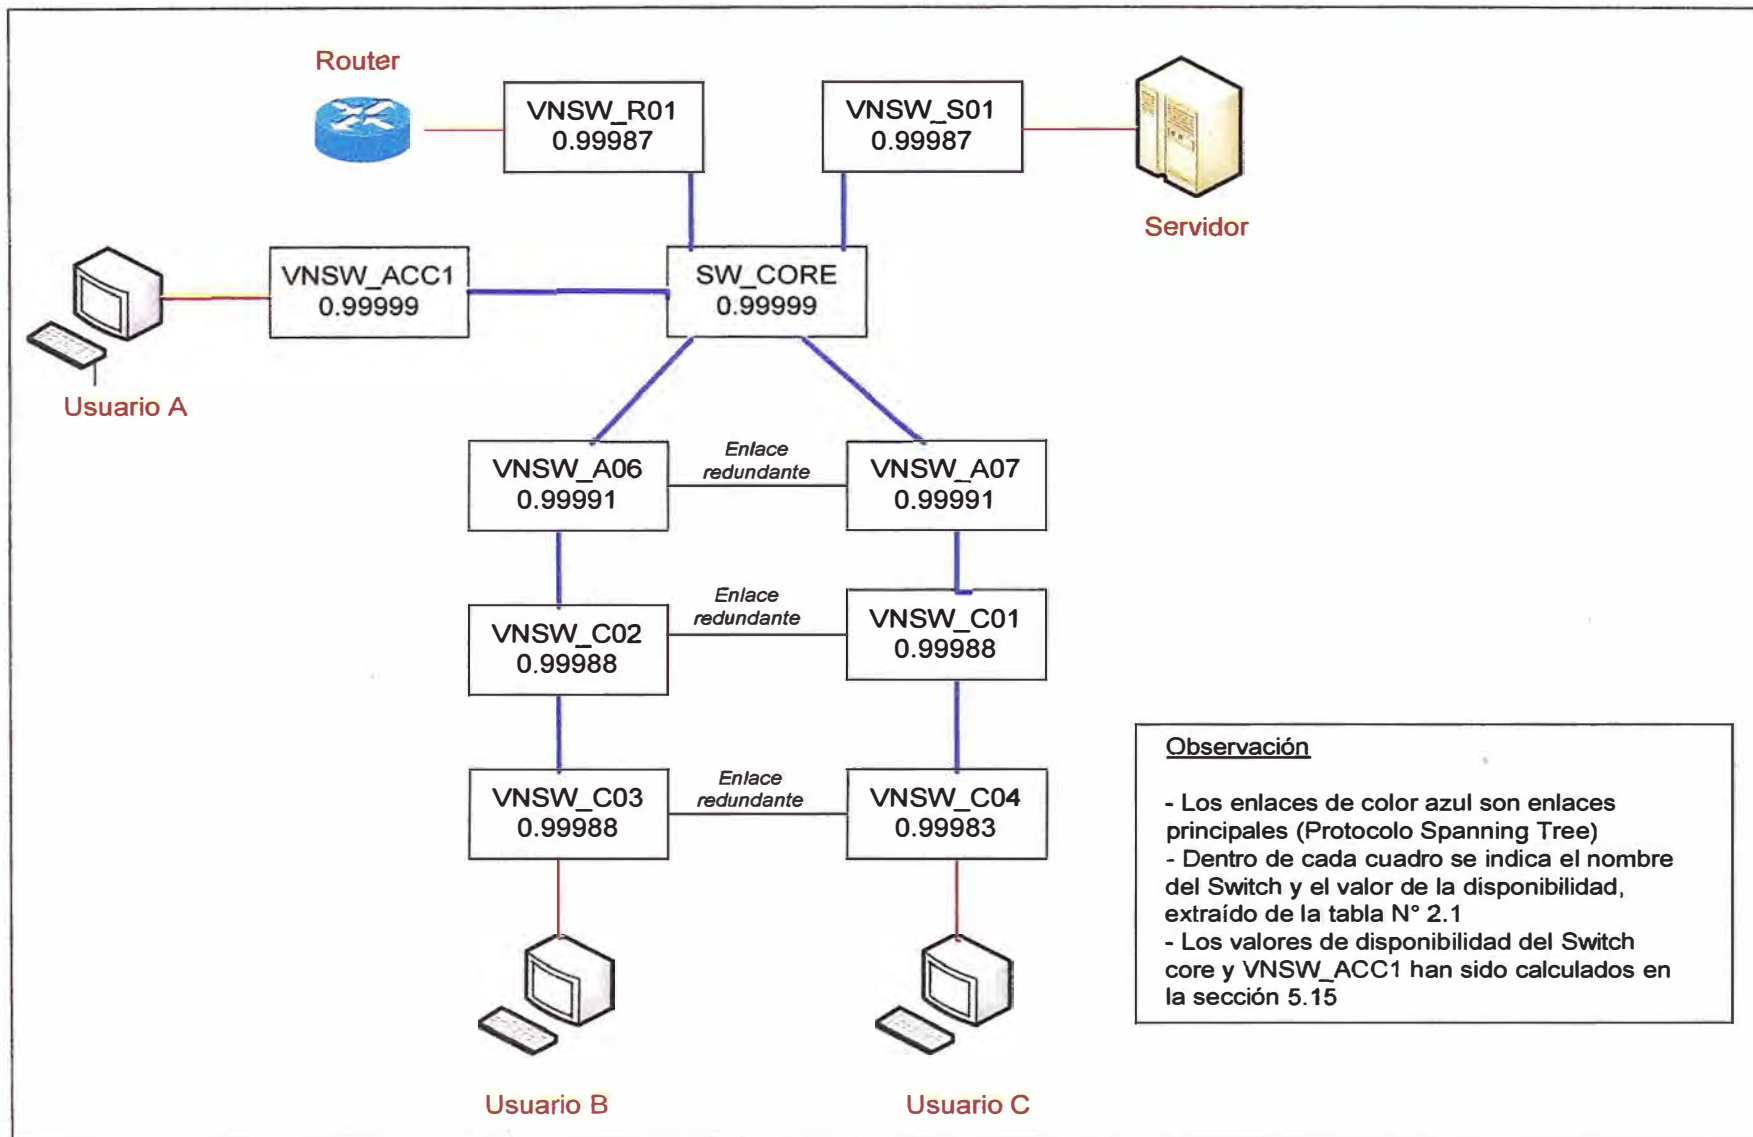 Router
VNSW_R01
0.99987
VNSW_S01
0.99987
Servidor
VNSW_ACC1
0.99999
SW_CORE
0.99999
Usuario A
VNSW_A06
0.99991
Enlace
redundante
VNSW_A07
0.99991
VNSW_C02
0.99988
Enlace
redundante
VNSW_C01
0.99988
VNSW_C03
0.99988
Enlace
redundante
VNSW_C04
0.99983
Usuario B
Usuario C
Observación
- Los enlaces de color azul son enlaces
principales (Protocolo Spanning Tree)
- Dentro de cada cuadro se indica el nombre
del Switch y el valor de la disponibilidad,
extraído de la tabla N° 2.1
- Los valores de disponibilidad del Switch
core y VNSW_ACC1 han sido calculados en
la sección 5.15